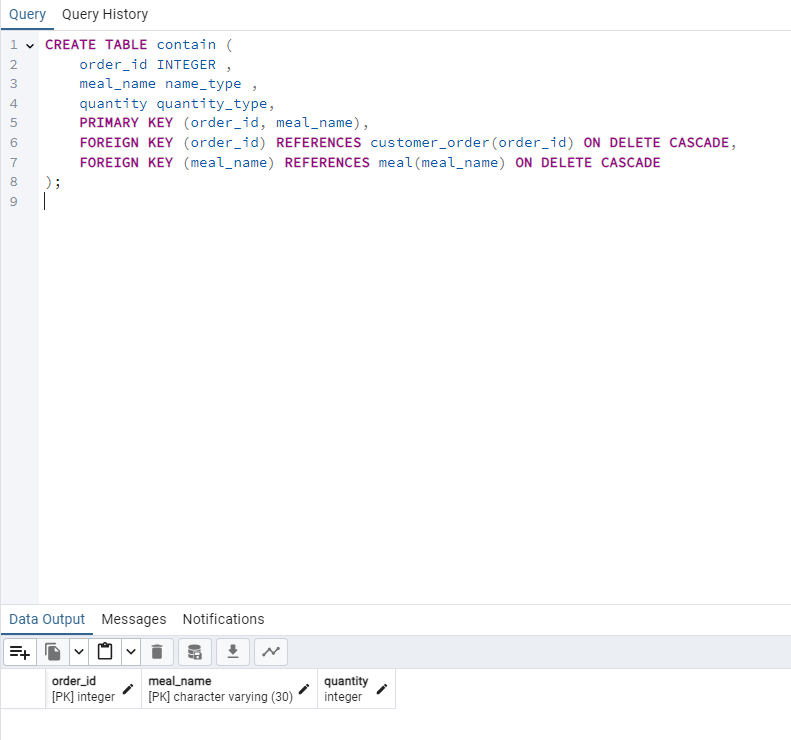 Query Query History
1 CREATE TABLE contain (
2 order_id INTEGER ,
3 meal_name name_type ,
4 quantity quantity_type,
5 PRIMARY KEY (order_id, meal_name),
6 FOREIGN KEY (order_id) REFERENCES customer_order(order_id) ON DELETE CASCADE,
7 FOREIGN KEY (meal_name) REFERENCES meal(meal_name) ON DELETE CASCADE
8 );
9
Data Output Messages Notifications
order_id meal_name quantity
[PK] integer [PK] character varying (30) integer